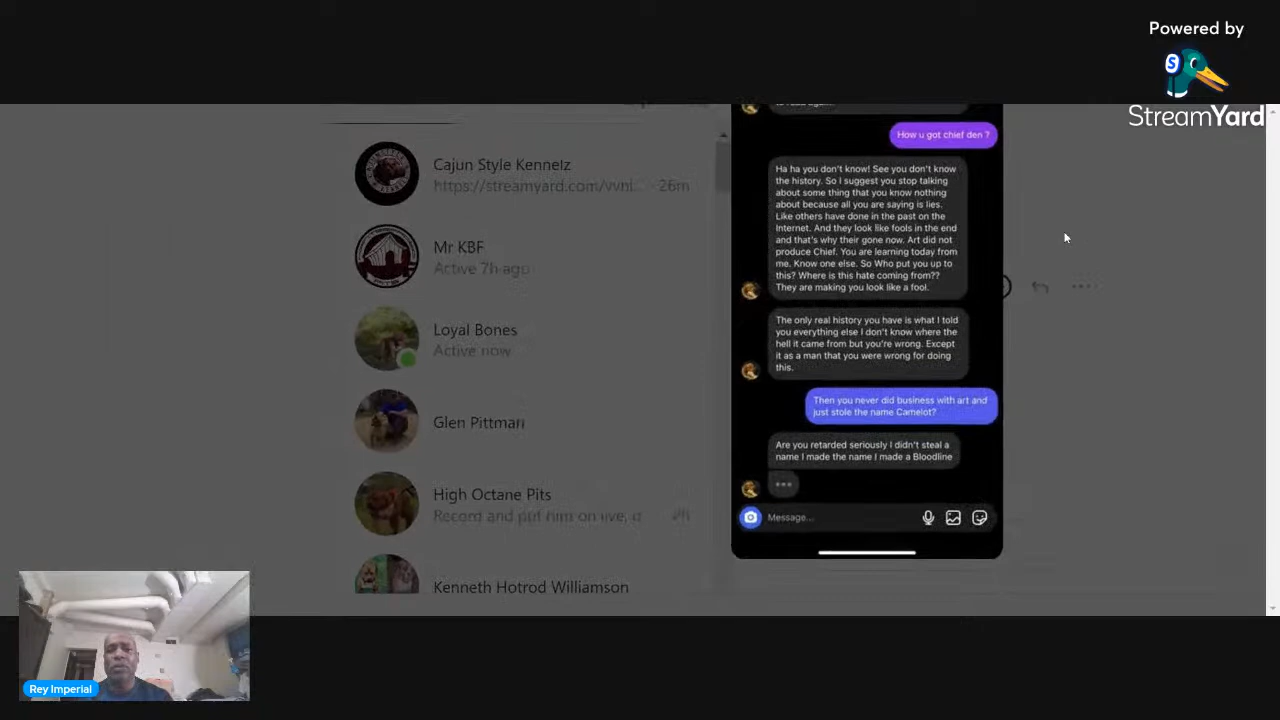 Powered by
StreamYard
Cajun Style Kennelz
https://streamyard.com/vvnl... · 26m
Mr KBF
Active 7h ago
Loyal Bones
Active now
Glen Pittman
High Octane Pits
Record and put him on live, d
Kenneth Hotrod Williamson
How u got chief den ?
Ha ha you don't know! See you don't know
the history. So I suggest you stop talking
about some thing that you know nothing
about because all you are saying is lies.
Like others have done in the past on the
Internet. And they look like fools in the end
and that's why their gone now. Art did not
produce Chief. You are learning today from
me. Know one else. So Who put you up to
this? Where is this hate coming from??
They are making you look like a fool.
The only real history you have is what I told
you everything else I don't know where the
hell it came from but you're wrong. Except
it as a man that you were wrong for doing
this.
Then you never did business with art and
just stole the name Camelot?
Are you retarded seriously I didn't steal a
name I made the name I made a Bloodline
Message...
Rey Imperial